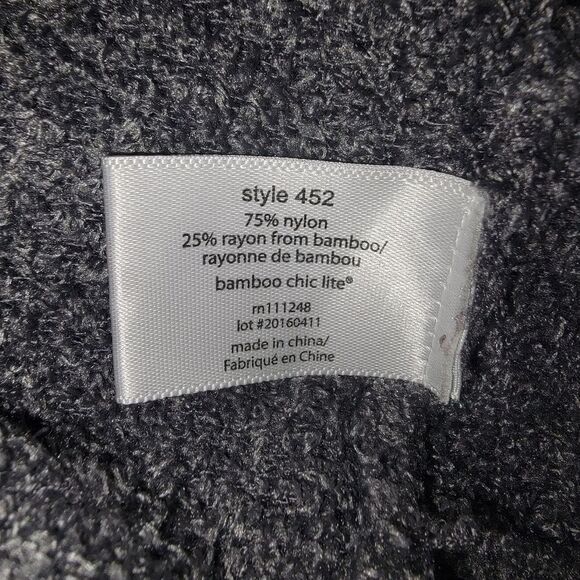 style 452
75% nylon
25% rayon from bamboo/
rayonne de bambou
bamboo chic lite®
rn111248
lot #20160411
made in china/
Fabriqué en Chine